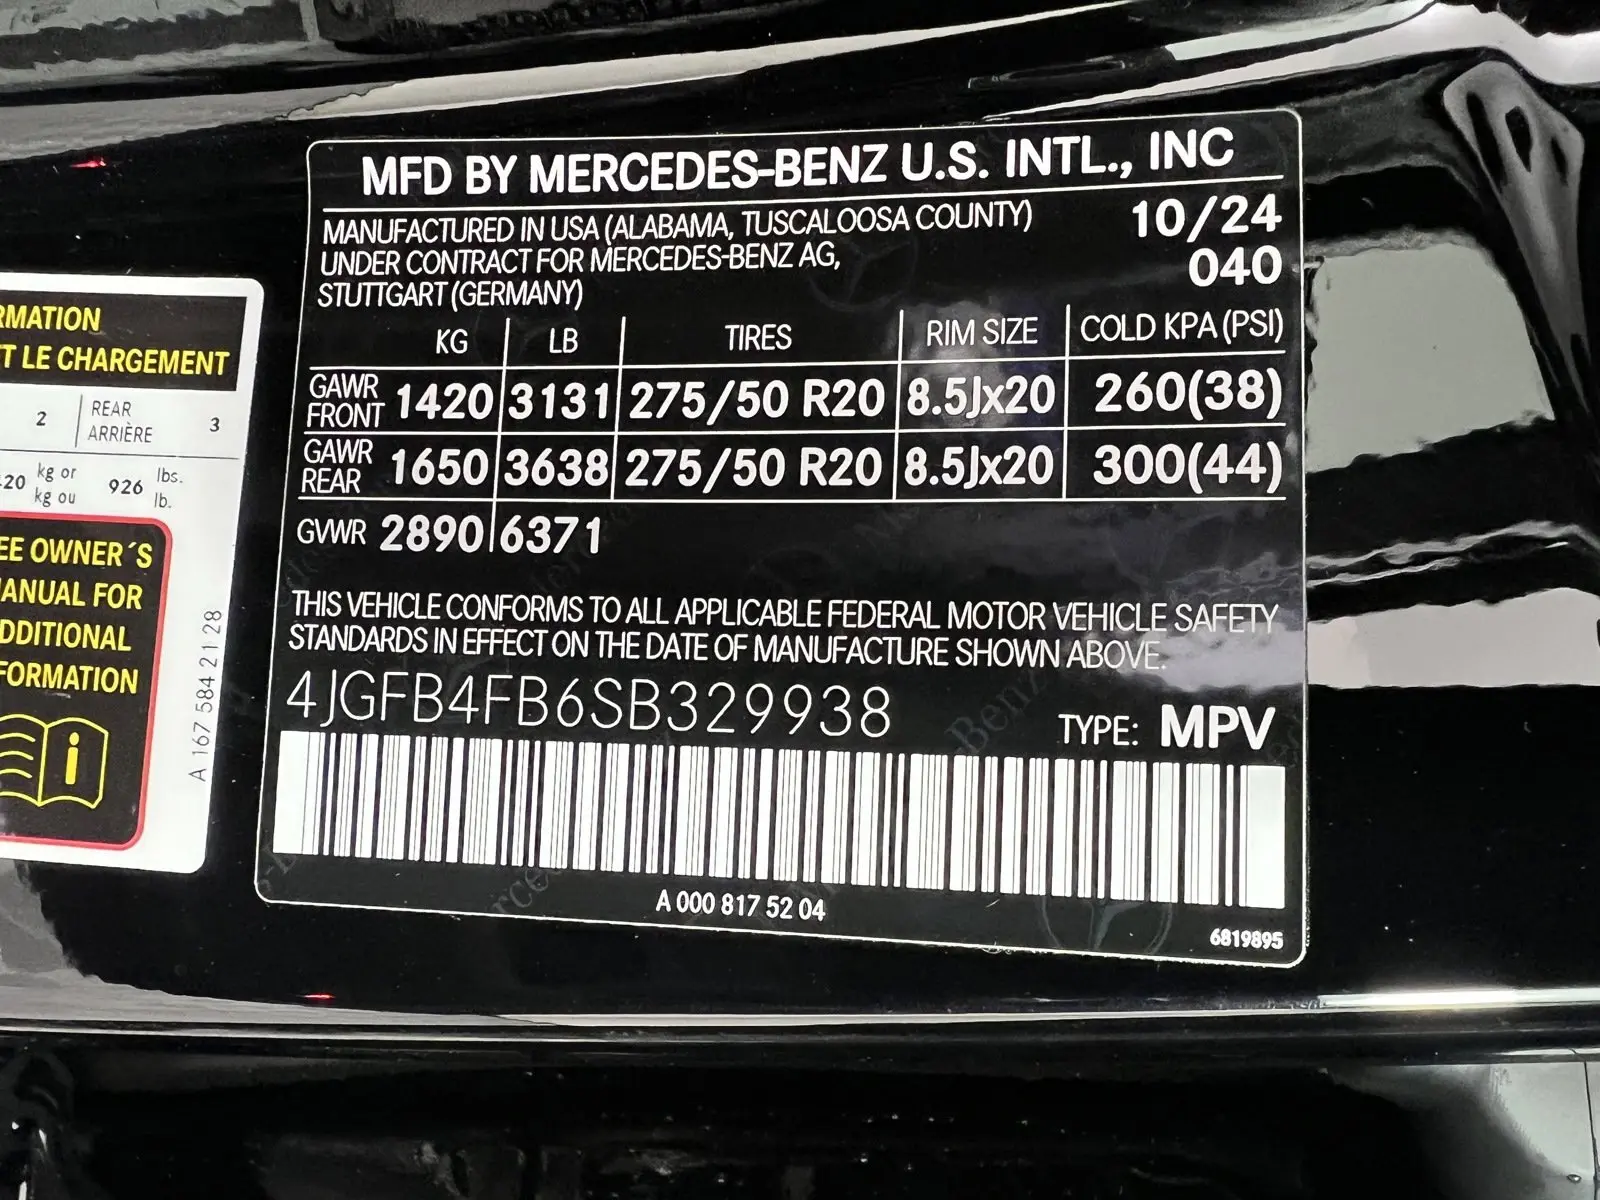 MFD BY MERCEDES-BENZ U.S. INTL., INC
MANUFACTURED IN USA (ALABAMA, TUSCALOOSA COUNTY) 10/24
UNDER CONTRACT FOR MERCEDES-BENZ AG, 040
STUTTGART (GERMANY)
KG LB TIRES RIM SIZE COLD KPA (PSI)
GAWR FRONT 1420 3131 275/50 R20 8.5Jx20 260(38)
GAWR REAR 1650 3638 275/50 R20 8.5Jx20 300(44)
GVWR 2890 6371
THIS VEHICLE CONFORMS TO ALL APPLICABLE FEDERAL MOTOR VEHICLE SAFETY
STANDARDS IN EFFECT ON THE DATE OF MANUFACTURE SHOWN ABOVE.
4JGFB4FB6SB329938 TYPE: MPV
A 000 817 52 04
6819895
RMATION
T LE CHARGEMENT
2 REAR 3
ARRIÈRE
20 kg or 926 lbs.
kg ou lb.
EE OWNER´S
ANUAL FOR
DDITIONAL
FORMATION
A 167 584 21 28